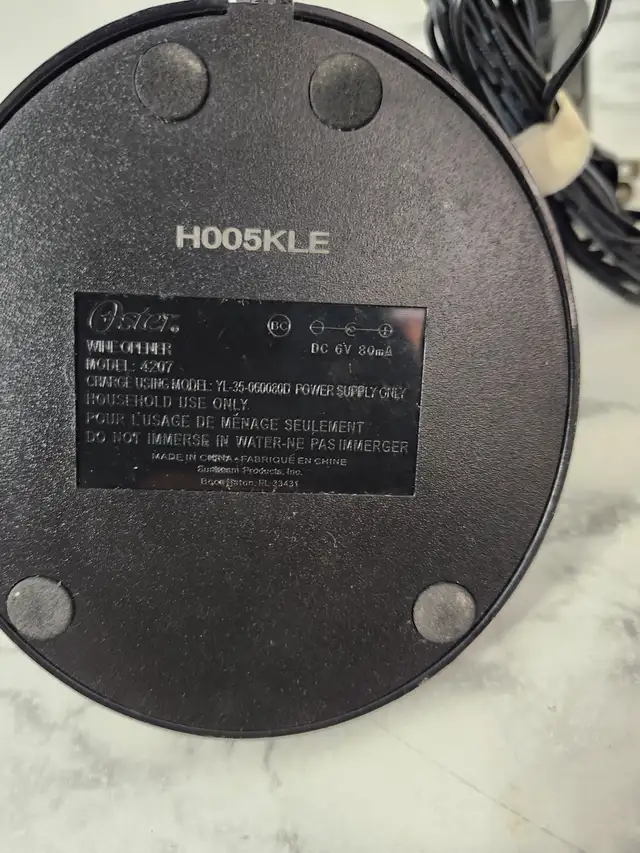 H005KLE
Oster®
BC
DC 6V 80mA
WINE OPENER
MODEL: 4207
CHARGE USING MODEL: YL-35-060080D POWER SUPPLY ONLY
HOUSEHOLD USE ONLY
POUR L'USAGE DE MÉNAGE SEULEMENT
DO NOT IMMERSE IN WATER-NE PAS IMMERGER
MADE IN CHINA • FABRIQUÉ EN CHINE
Sunbeam Products, Inc.
Boca Raton, FL 33431